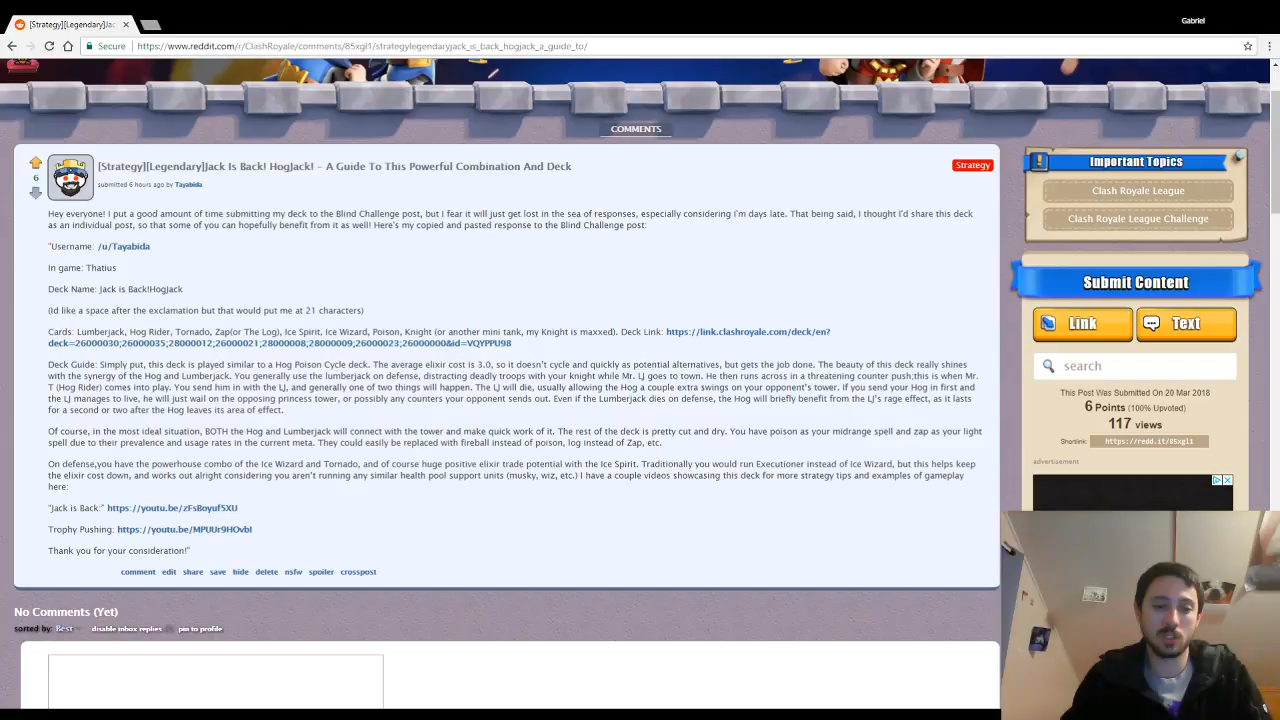 [Strategy][Legendary]Jac
Gabriel
Secure
https://www.reddit.com/r/ClashRoyale/comments/85xgl1/strategylegendaryjack_is_back_hogjack_a_guide_to/
COMMENTS
[Strategy][Legendary]Jack Is Back! HogJack! – A Guide To This Powerful Combination And Deck
Strategy
6
submitted 6 hours ago by Tayabida
Hey everyone! I put a good amount of time submitting my deck to the Blind Challenge post, but I fear it will just get lost in the sea of responses, especially considering I'm days late. That being said, I thought I'd share this deck
as an individual post, so that some of you can hopefully benefit from it as well! Here's my copied and pasted response to the Blind Challenge post:
"Username: /u/Tayabida
In game: Thatius
Deck Name: Jack is Back!HogJack
(Id like a space after the exclamation but that would put me at 21 characters)
Cards: Lumberjack, Hog Rider, Tornado, Zap(or The Log), Ice Spirit, Ice Wizard, Poison, Knight (or another mini tank, my Knight is maxxed). Deck Link: https://link.clashroyale.com/deck/en?
deck=26000030;26000035;28000012;26000021;28000008;28000009;26000023;26000000&id=VQYPPU98
Deck Guide: Simply put, this deck is played similar to a Hog Poison Cycle deck. The average elixir cost is 3.0, so it doesn't cycle and quickly as potential alternatives, but gets the job done. The beauty of this deck really shines
with the synergy of the Hog and Lumberjack. You generally use the lumberjack on defense, distracting deadly troops with your knight while Mr. LJ goes to town. He then runs across in a threatening counter push;this is when Mr.
T (Hog Rider) comes into play. You send him in with the LJ, and generally one of two things will happen. The LJ will die, usually allowing the Hog a couple extra swings on your opponent's tower. If you send your Hog in first and
the LJ manages to live, he will just wail on the opposing princess tower, or possibly any counters your opponent sends out. Even if the Lumberjack dies on defense, the Hog will briefly benefit from the LJ's rage effect, as it lasts
for a second or two after the Hog leaves its area of effect.
Of course, in the most ideal situation, BOTH the Hog and Lumberjack will connect with the tower and make quick work of it. The rest of the deck is pretty cut and dry. You have poison as your midrange spell and zap as your light
spell due to their prevalence and usage rates in the current meta. They could easily be replaced with fireball instead of poison, log instead of Zap, etc.
On defense,you have the powerhouse combo of the Ice Wizard and Tornado, and of course huge positive elixir trade potential with the Ice Spirit. Traditionally you would run Executioner instead of Ice Wizard, but this helps keep
the elixir cost down, and works out alright considering you aren't running any similar health pool support units (musky, wiz, etc.) I have a couple videos showcasing this deck for more strategy tips and examples of gameplay
here:
"Jack is Back:" https://youtu.be/zFsBoyuf5XU
Trophy Pushing: https://youtu.be/MPUUr9HOvbI
Thank you for your consideration!"
comment edit share save hide delete nsfw spoiler crosspost
No Comments (Yet)
sorted by: Best
disable inbox replies
pin to profile
Important Topics
Clash Royale League
Clash Royale League Challenge
Submit Content
Link
Text
search
This Post Was Submitted On 20 Mar 2018
6 Points (100% Upvoted)
117 views
Shortlink: https://redd.it/85xgl1
advertisement